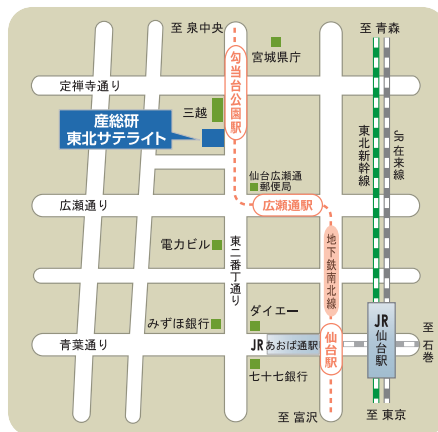 至 泉中央
至 青森
宮城県庁
勾当台公園駅
定禅寺通り
三越
産総研
東北サテライト
東北新幹線
JR在来線
仙台広瀬通
郵便局
広瀬通り
広瀬通駅
地下鉄南北線
電力ビル
東二番丁通り
ダイエー
みずほ銀行
JR
仙台駅
青葉通り
JR あおば通駅
仙台駅
至 石巻
七十七銀行
至 富沢
至 東京